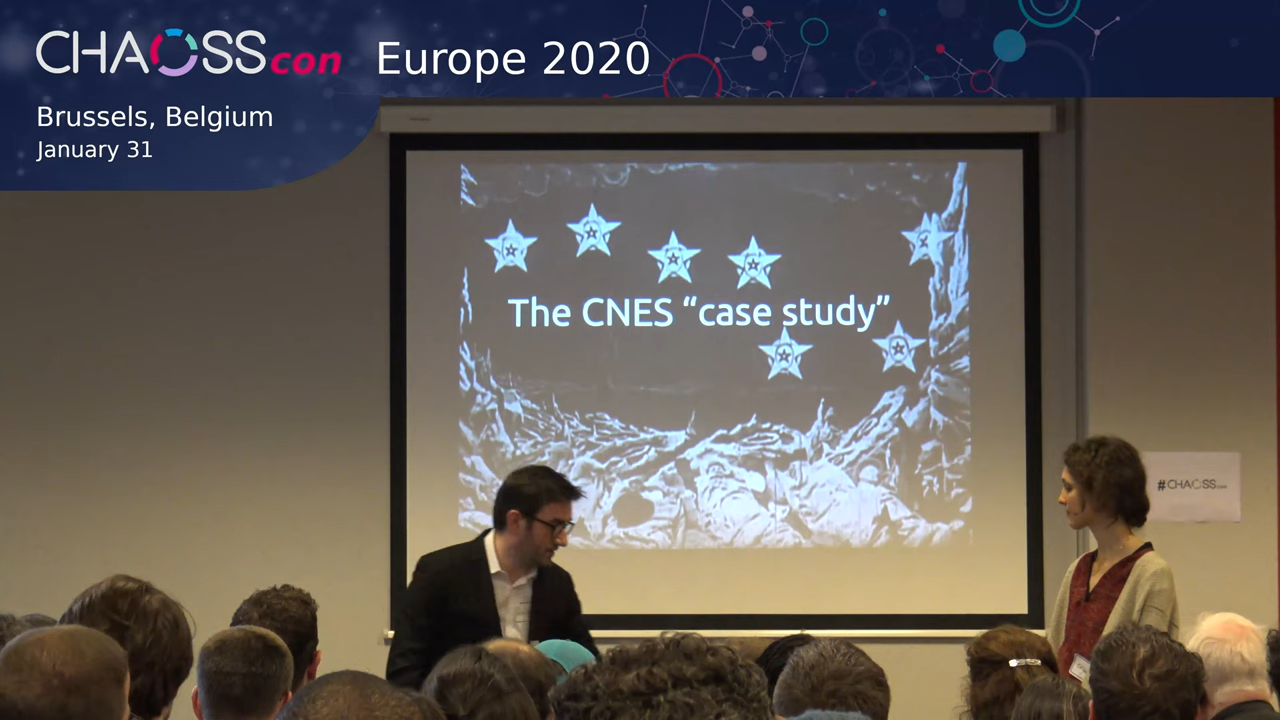 CHAOSScon Europe 2020
Brussels, Belgium
January 31
The CNES “case study”
#CHAOSScon